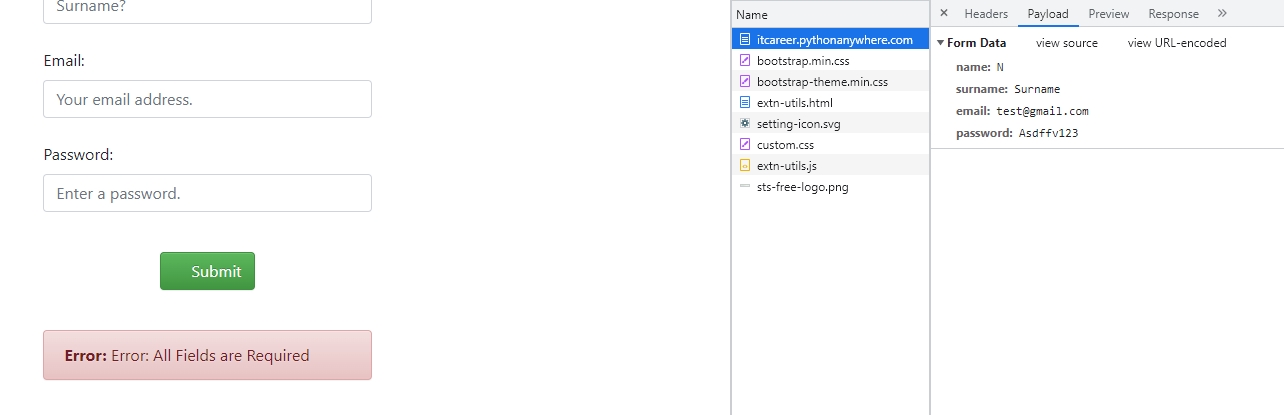 Surname?
Email:
Your email address.
Password:
Enter a password.
Submit
Error: Error: All Fields are Required
Name
itcareer.pythonanywhere.com
bootstrap.min.css
bootstrap-theme.min.css
extn-utils.html
setting-icon.svg
custom.css
extn-utils.js
sts-free-logo.png
× Headers Payload Preview Response »
Form Data view source view URL-encoded
name: N
surname: Surname
email: test@gmail.com
password: Asdffv123